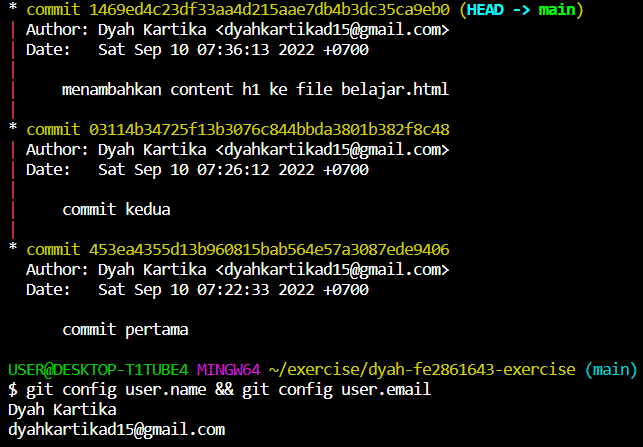 * commit 1469ed4c23df33aa4d215aae7db4b3dc35ca9eb0 (HEAD -> main)
| Author: Dyah Kartika <dyahkartikad15@gmail.com>
| Date:   Sat Sep 10 07:36:13 2022 +0700
|
|     menambahkan content h1 ke file belajar.html
|
* commit 03114b34725f13b3076c844bbda3801b382f8c48
| Author: Dyah Kartika <dyahkartikad15@gmail.com>
| Date:   Sat Sep 10 07:26:12 2022 +0700
|
|     commit kedua
|
* commit 453ea4355d13b960815bab564e57a3087ede9406
  Author: Dyah Kartika <dyahkartikad15@gmail.com>
  Date:   Sat Sep 10 07:22:33 2022 +0700

      commit pertama

USER@DESKTOP-T1TUBE4 MINGW64 ~/exercise/dyah-fe2861643-exercise (main)
$ git config user.name && git config user.email
Dyah Kartika
dyahkartikad15@gmail.com